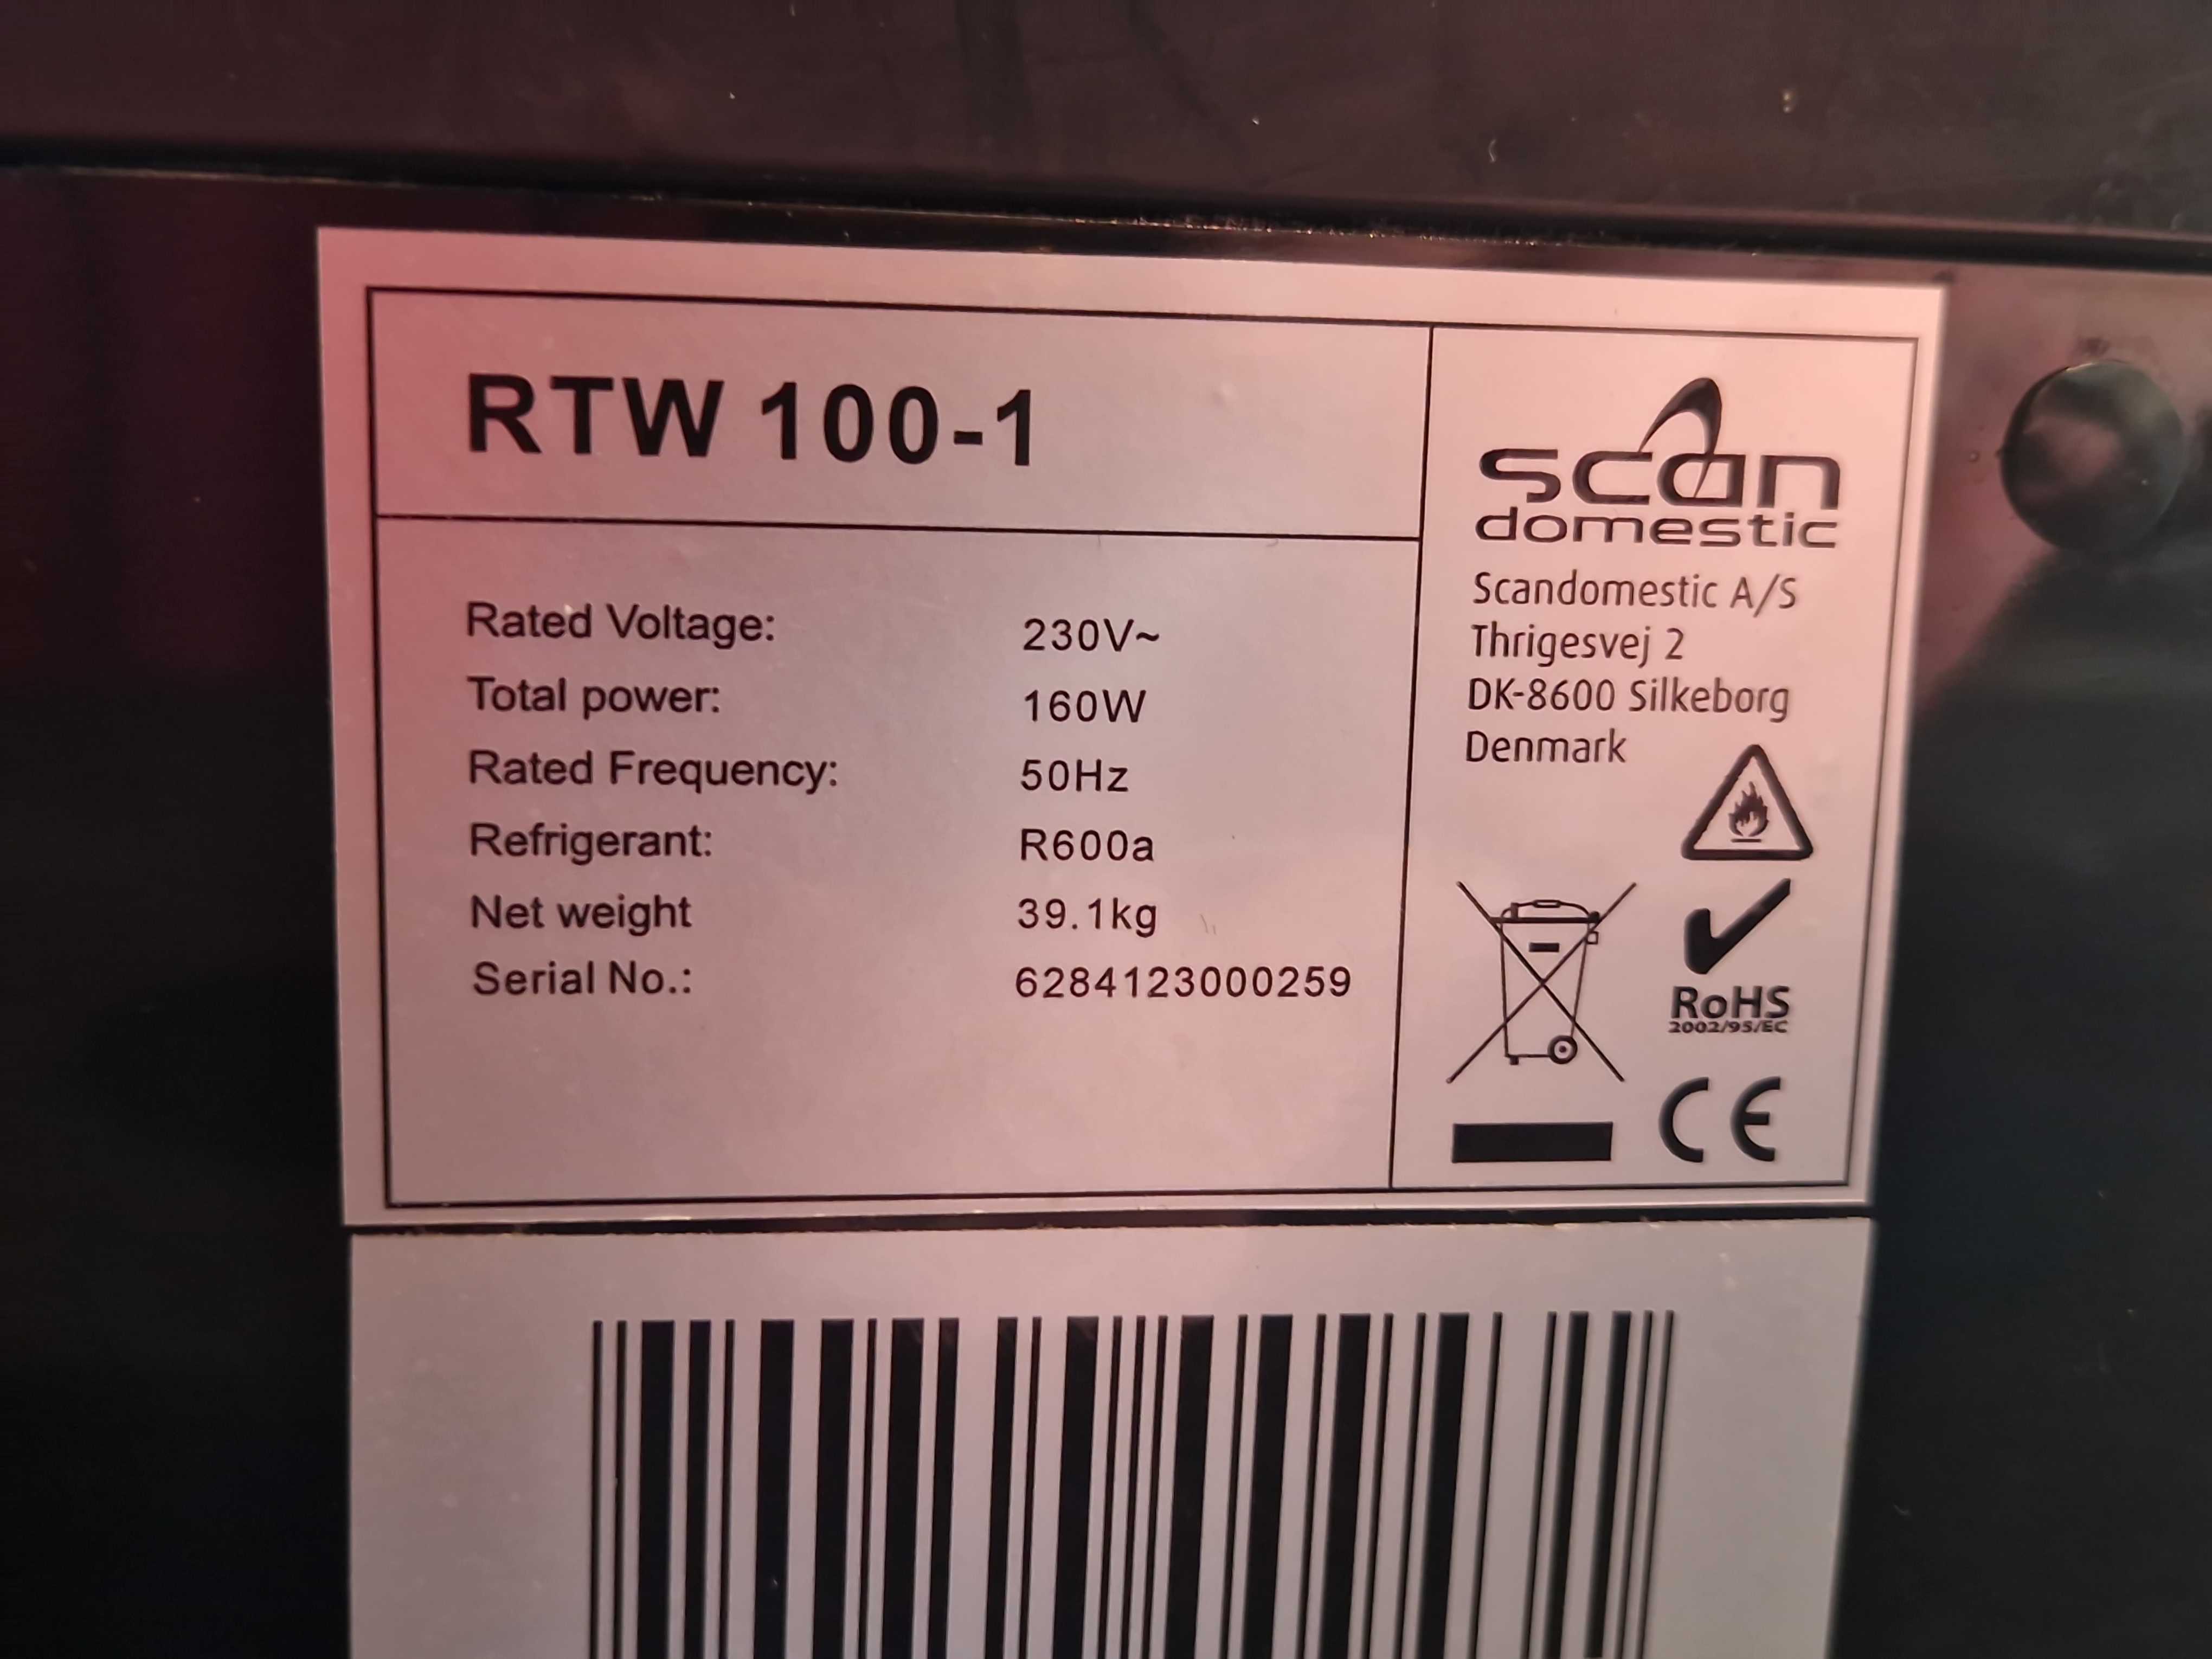 RTW 100-1
Rated Voltage: 230V~
Total power: 160W
Rated Frequency: 50Hz
Refrigerant: R600a
Net weight 39.1kg
Serial No.: 6284123000259
scan
domestic
Scandomestic A/S
Thrigesvej 2
DK-8600 Silkeborg
Denmark
RoHS
2002/95/EC
CE